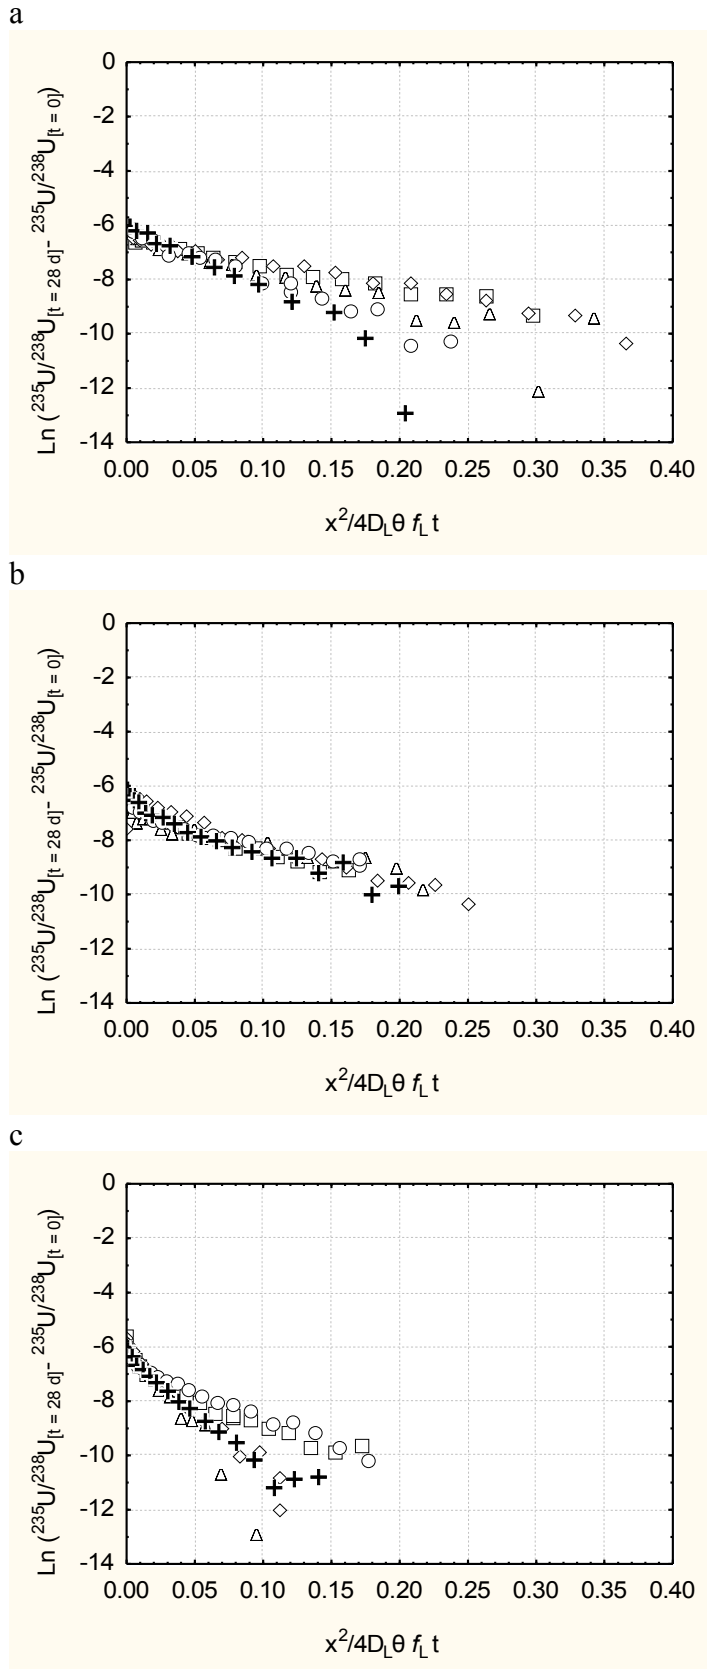 a
0
-2
-4
-6
-8
-10
-12
-14
Ln (²³⁵U/²³⁸U[t = 28 d]- ²³⁵U/²³⁸U[t = 0])
0.00 0.05 0.10 0.15 0.20 0.25 0.30 0.35 0.40
x²/4DLθ fL t
b
0
-2
-4
-6
-8
-10
-12
-14
Ln (²³⁵U/²³⁸U[t = 28 d]- ²³⁵U/²³⁸U[t = 0])
0.00 0.05 0.10 0.15 0.20 0.25 0.30 0.35 0.40
x²/4DLθ fL t
c
0
-2
-4
-6
-8
-10
-12
-14
Ln (²³⁵U/²³⁸U[t = 28 d]- ²³⁵U/²³⁸U[t = 0])
0.00 0.05 0.10 0.15 0.20 0.25 0.30 0.35 0.40
x²/4DLθ fL t